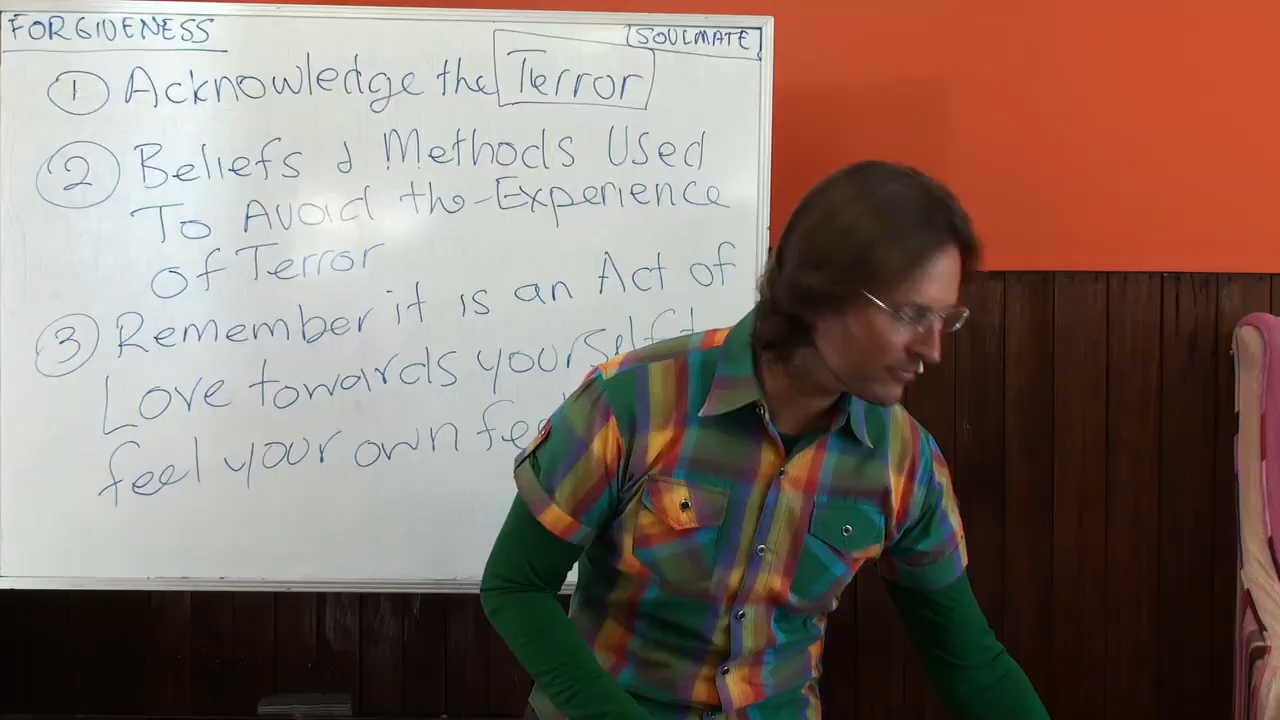 FORGIVENESS
SOULMATE
1 Acknowledge the Terror
2 Beliefs & Methods Used
To Avoid the Experience
of Terror
3 Remember it is an Act of
Love towards yourself
feel your own